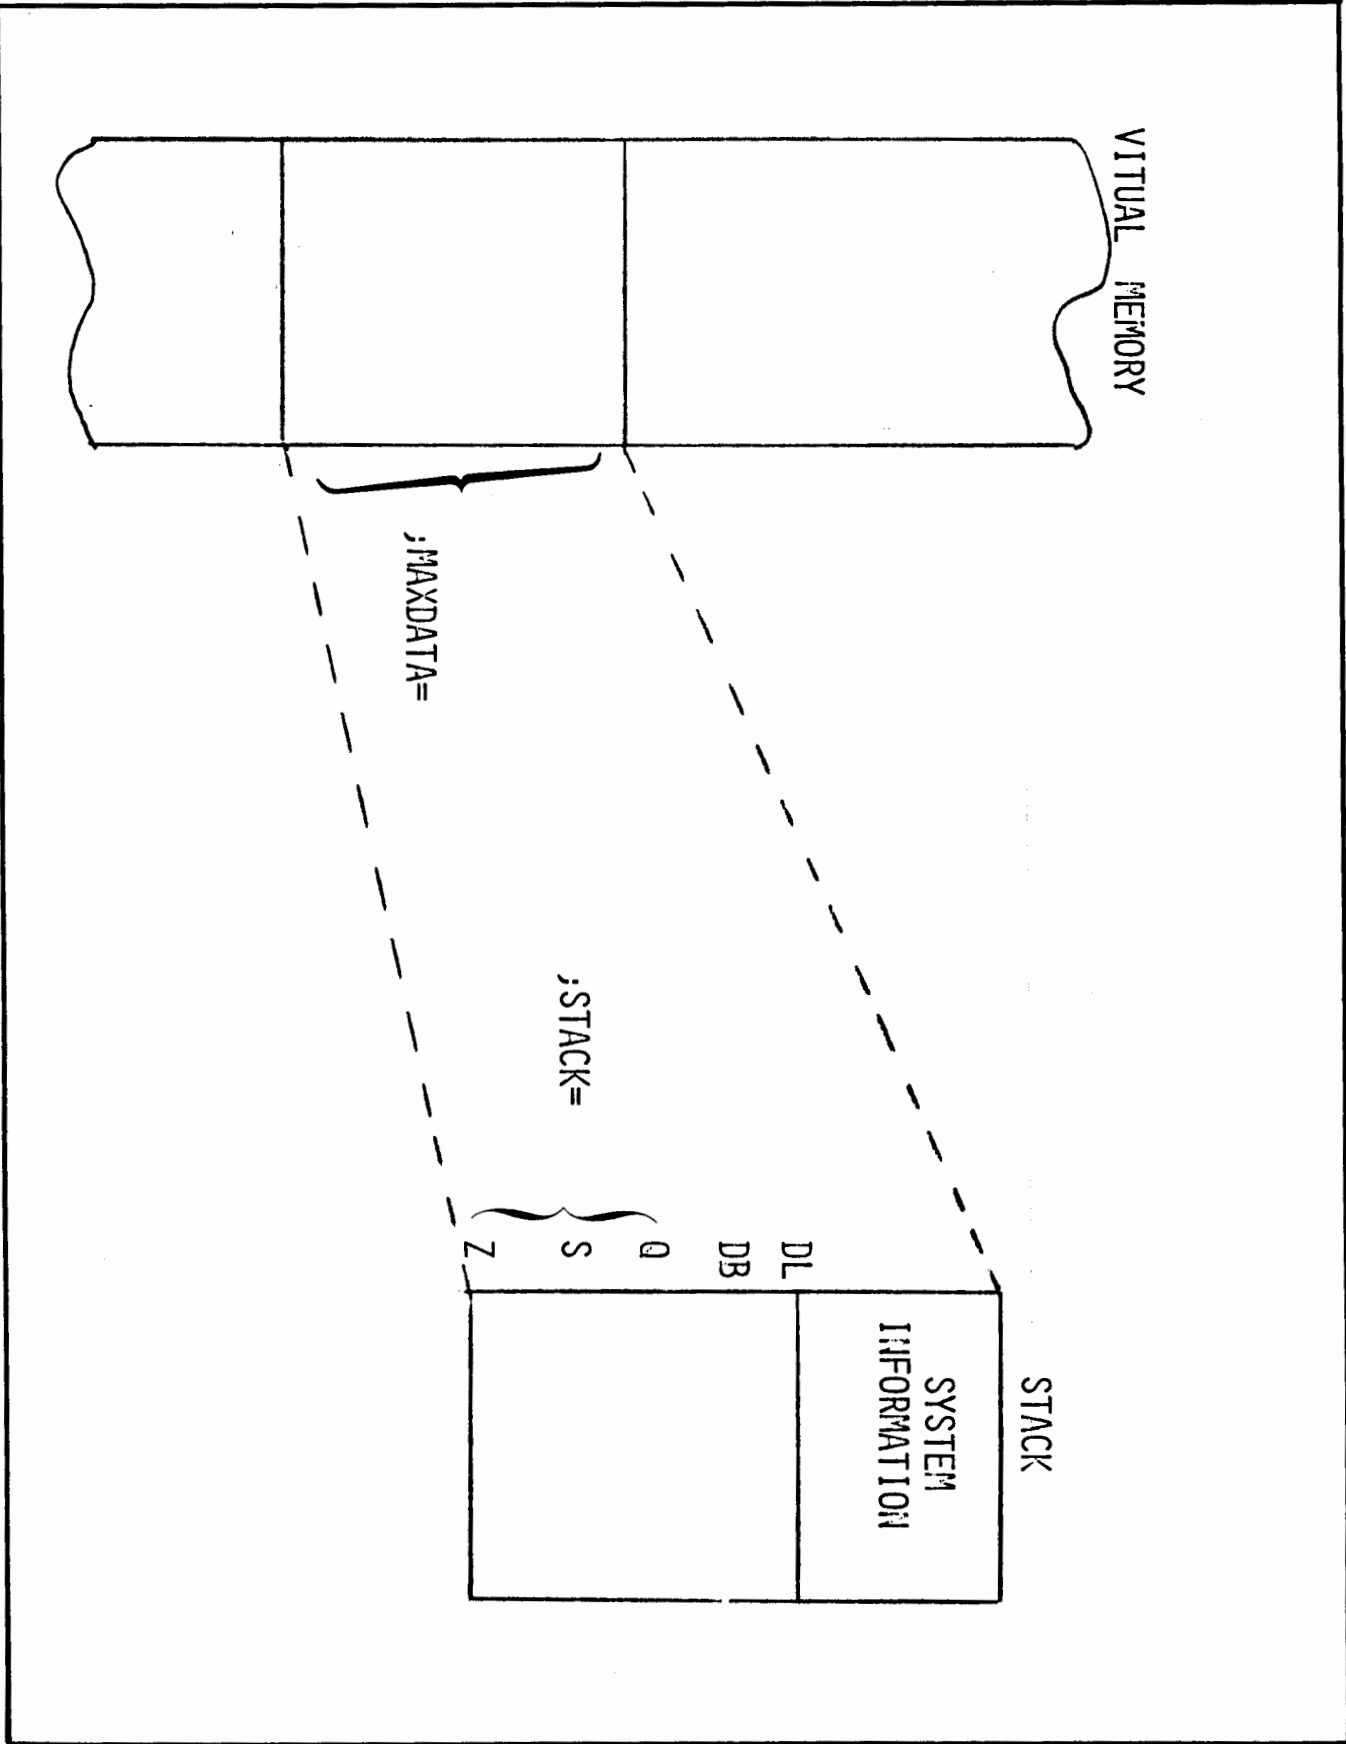 VITUAL MEMORY
;MAXDATA=
;STACK=
STACK
SYSTEM
INFORMATION
DL
DB
Q
S
Z